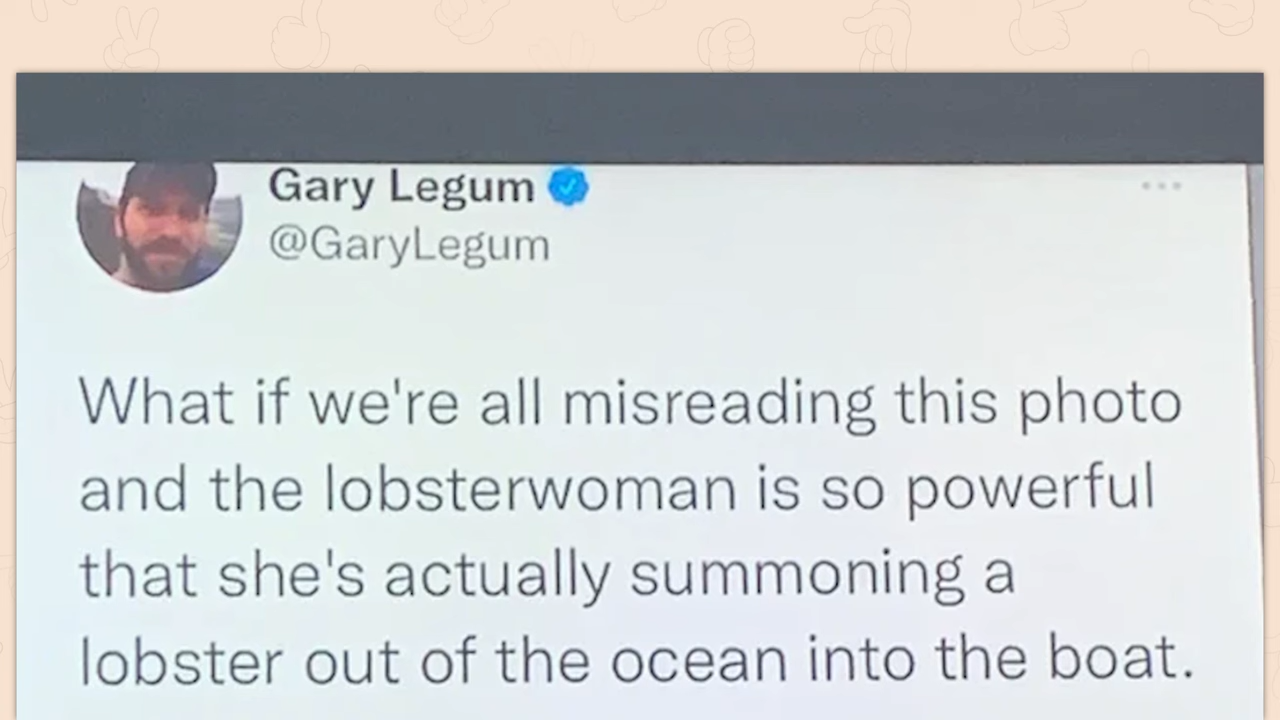 Gary Legum
@GaryLegum
What if we're all misreading this photo
and the lobsterwoman is so powerful
that she's actually summoning a
lobster out of the ocean into the boat.